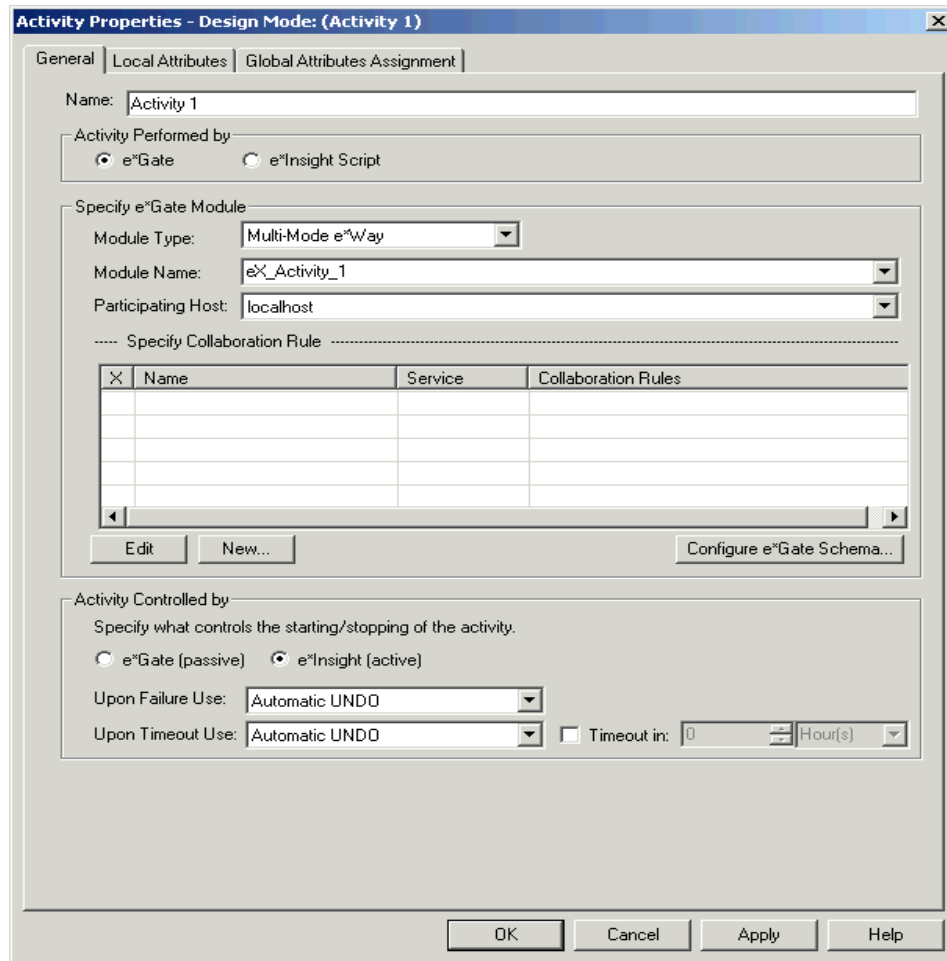 Activity Properties - Design Mode: (Activity 1)
General Local Attributes Global Attributes Assignment
Name: Activity 1
Activity Performed by
e*Gate e*Insight Script
Specify e*Gate Module
Module Type: Multi-Mode e*Way
Module Name: eX_Activity_1
Participating Host: localhost
----- Specify Collaboration Rule -----
X Name Service Collaboration Rules
Edit New... Configure e*Gate Schema...
Activity Controlled by
Specify what controls the starting/stopping of the activity.
e*Gate (passive) e*Insight (active)
Upon Failure Use: Automatic UNDO
Upon Timeout Use: Automatic UNDO Timeout in: 0 Hour(s)
OK Cancel Apply Help